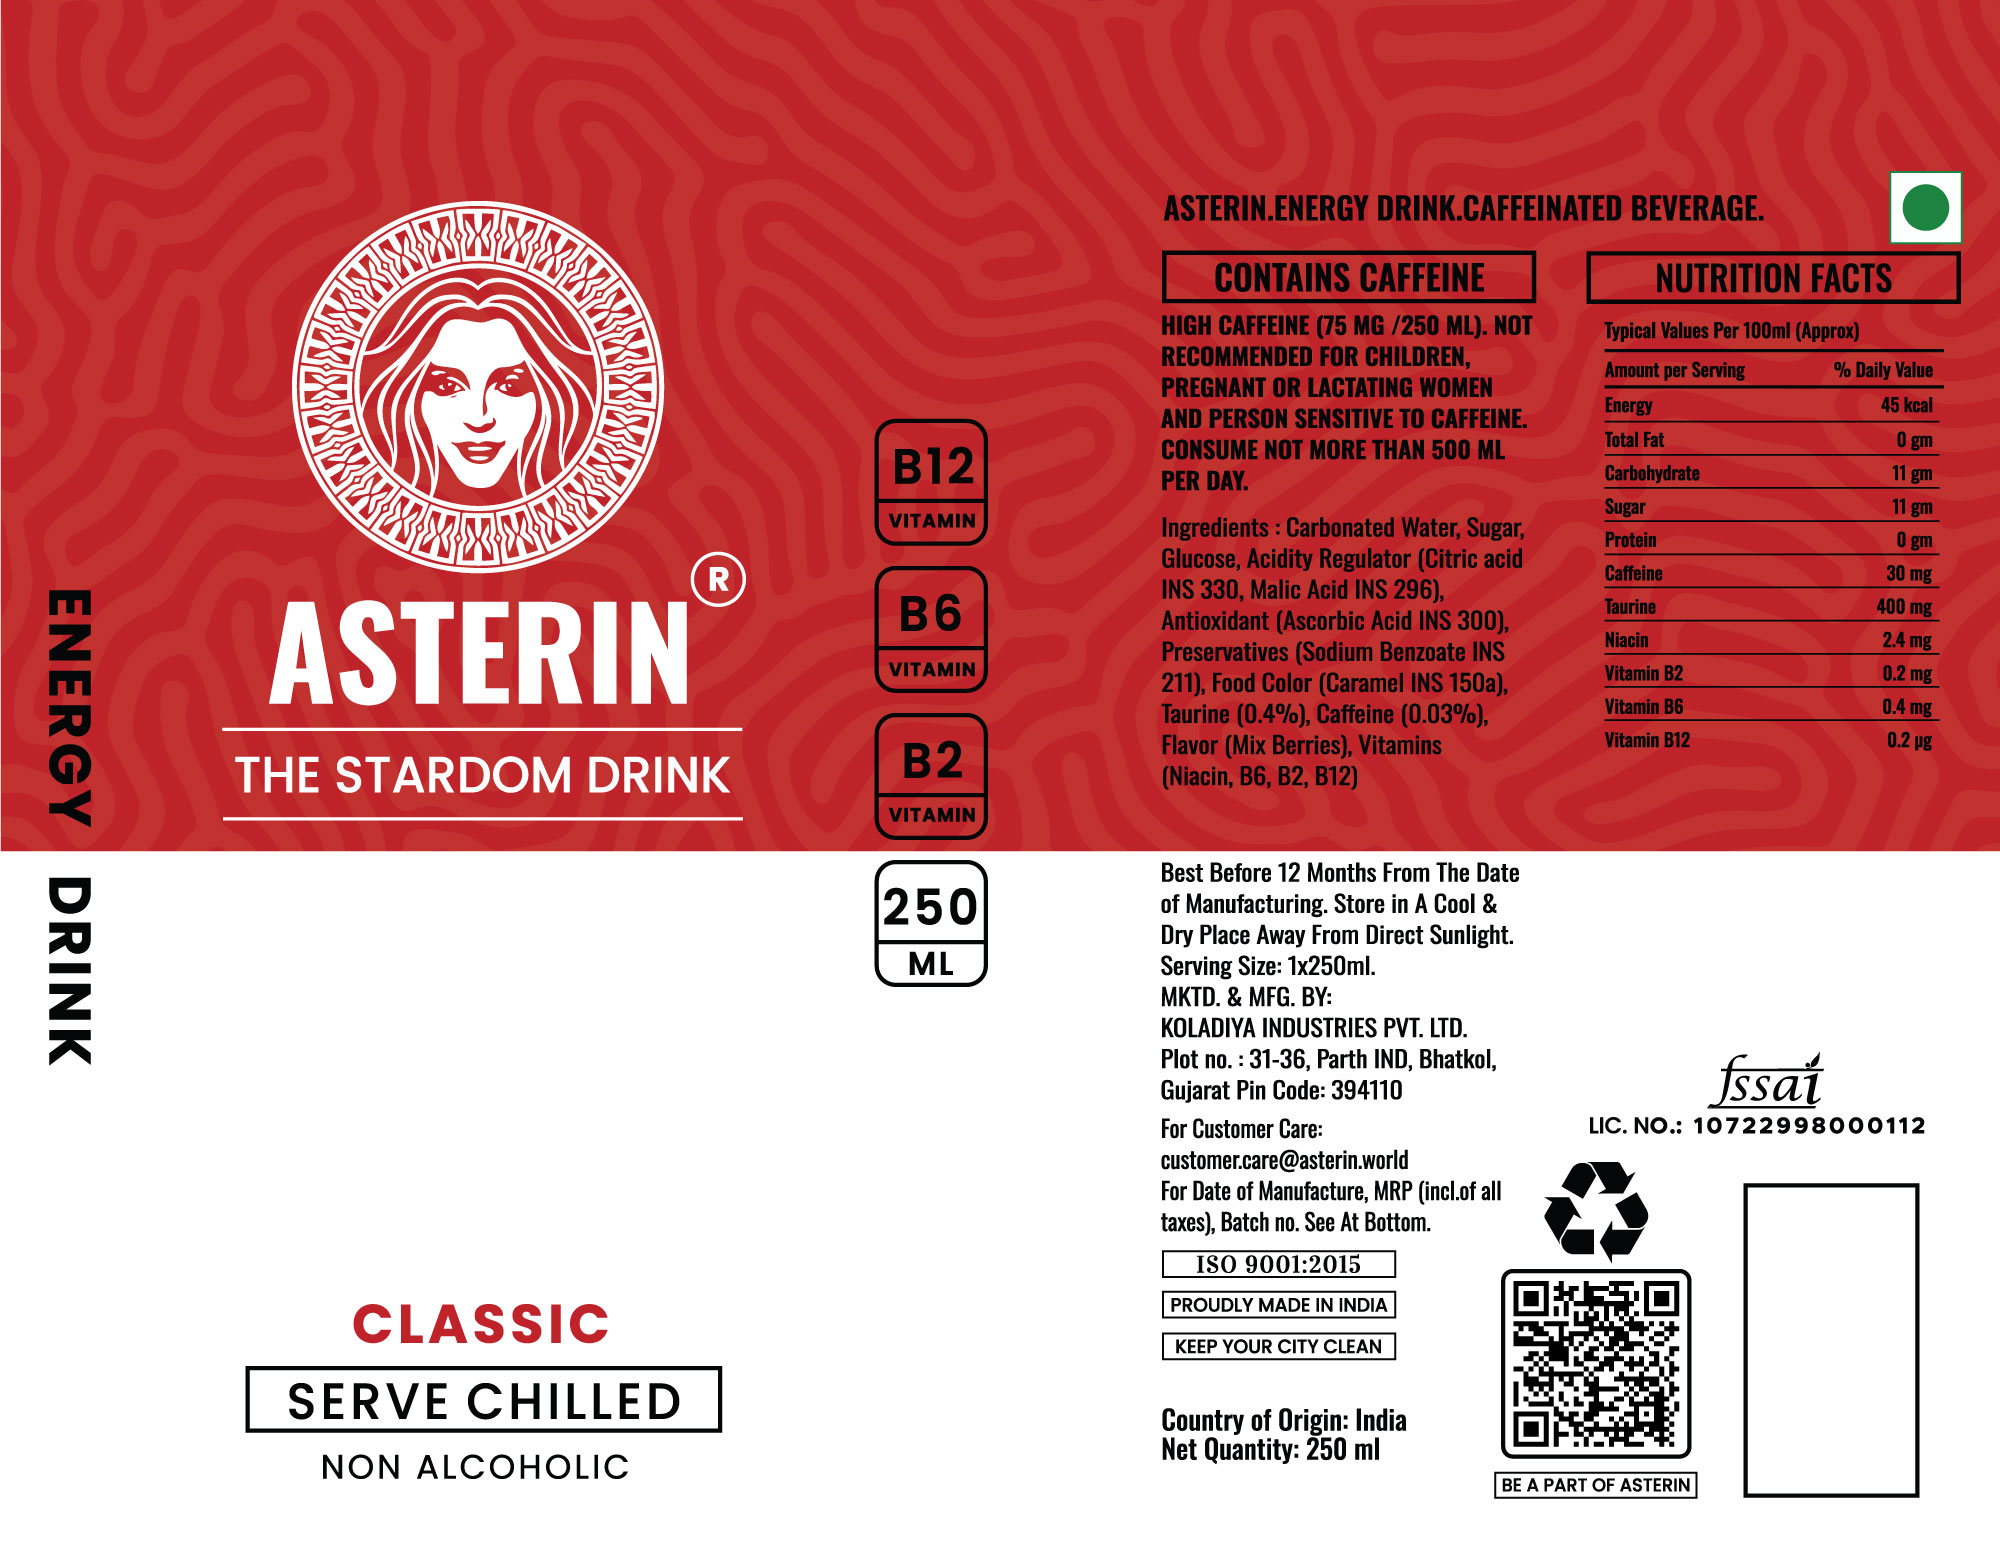 ENERGY DRINK
ASTERIN
R
THE STARDOM DRINK
CLASSIC
SERVE CHILLED
NON ALCOHOLIC
B12
VITAMIN
B6
VITAMIN
B2
VITAMIN
250
ML
ASTERIN.ENERGY DRINK.CAFFEINATED BEVERAGE.
CONTAINS CAFFEINE
HIGH CAFFEINE (75 MG /250 ML). NOT
RECOMMENDED FOR CHILDREN,
PREGNANT OR LACTATING WOMEN
AND PERSON SENSITIVE TO CAFFEINE.
CONSUME NOT MORE THAN 500 ML
PER DAY.
Ingredients : Carbonated Water, Sugar,
Glucose, Acidity Regulator (Citric acid
INS 330, Malic Acid INS 296),
Antioxidant (Ascorbic Acid INS 300),
Preservatives (Sodium Benzoate INS
211), Food Color (Caramel INS 150a),
Taurine (0.4%), Caffeine (0.03%),
Flavor (Mix Berries), Vitamins
(Niacin, B6, B2, B12)
NUTRITION FACTS
Typical Values Per 100ml (Approx)
Amount per Serving % Daily Value
Energy 45 kcal
Total Fat 0 gm
Carbohydrate 11 gm
Sugar 11 gm
Protein 0 gm
Caffeine 30 mg
Taurine 400 mg
Niacin 2.4 mg
Vitamin B2 0.2 mg
Vitamin B6 0.4 mg
Vitamin B12 0.2 µg
Best Before 12 Months From The Date
of Manufacturing. Store in A Cool &
Dry Place Away From Direct Sunlight.
Serving Size: 1x250ml.
MKTD. & MFG. BY:
KOLADIYA INDUSTRIES PVT. LTD.
Plot no. : 31-36, Parth IND, Bhatkol,
Gujarat Pin Code: 394110
For Customer Care:
customer.care@asterin.world
For Date of Manufacture, MRP (incl.of all
taxes), Batch no. See At Bottom.
ISO 9001:2015
PROUDLY MADE IN INDIA
KEEP YOUR CITY CLEAN
Country of Origin: India
Net Quantity: 250 ml
fssai
LIC. NO.: 10722998000112
BE A PART OF ASTERIN